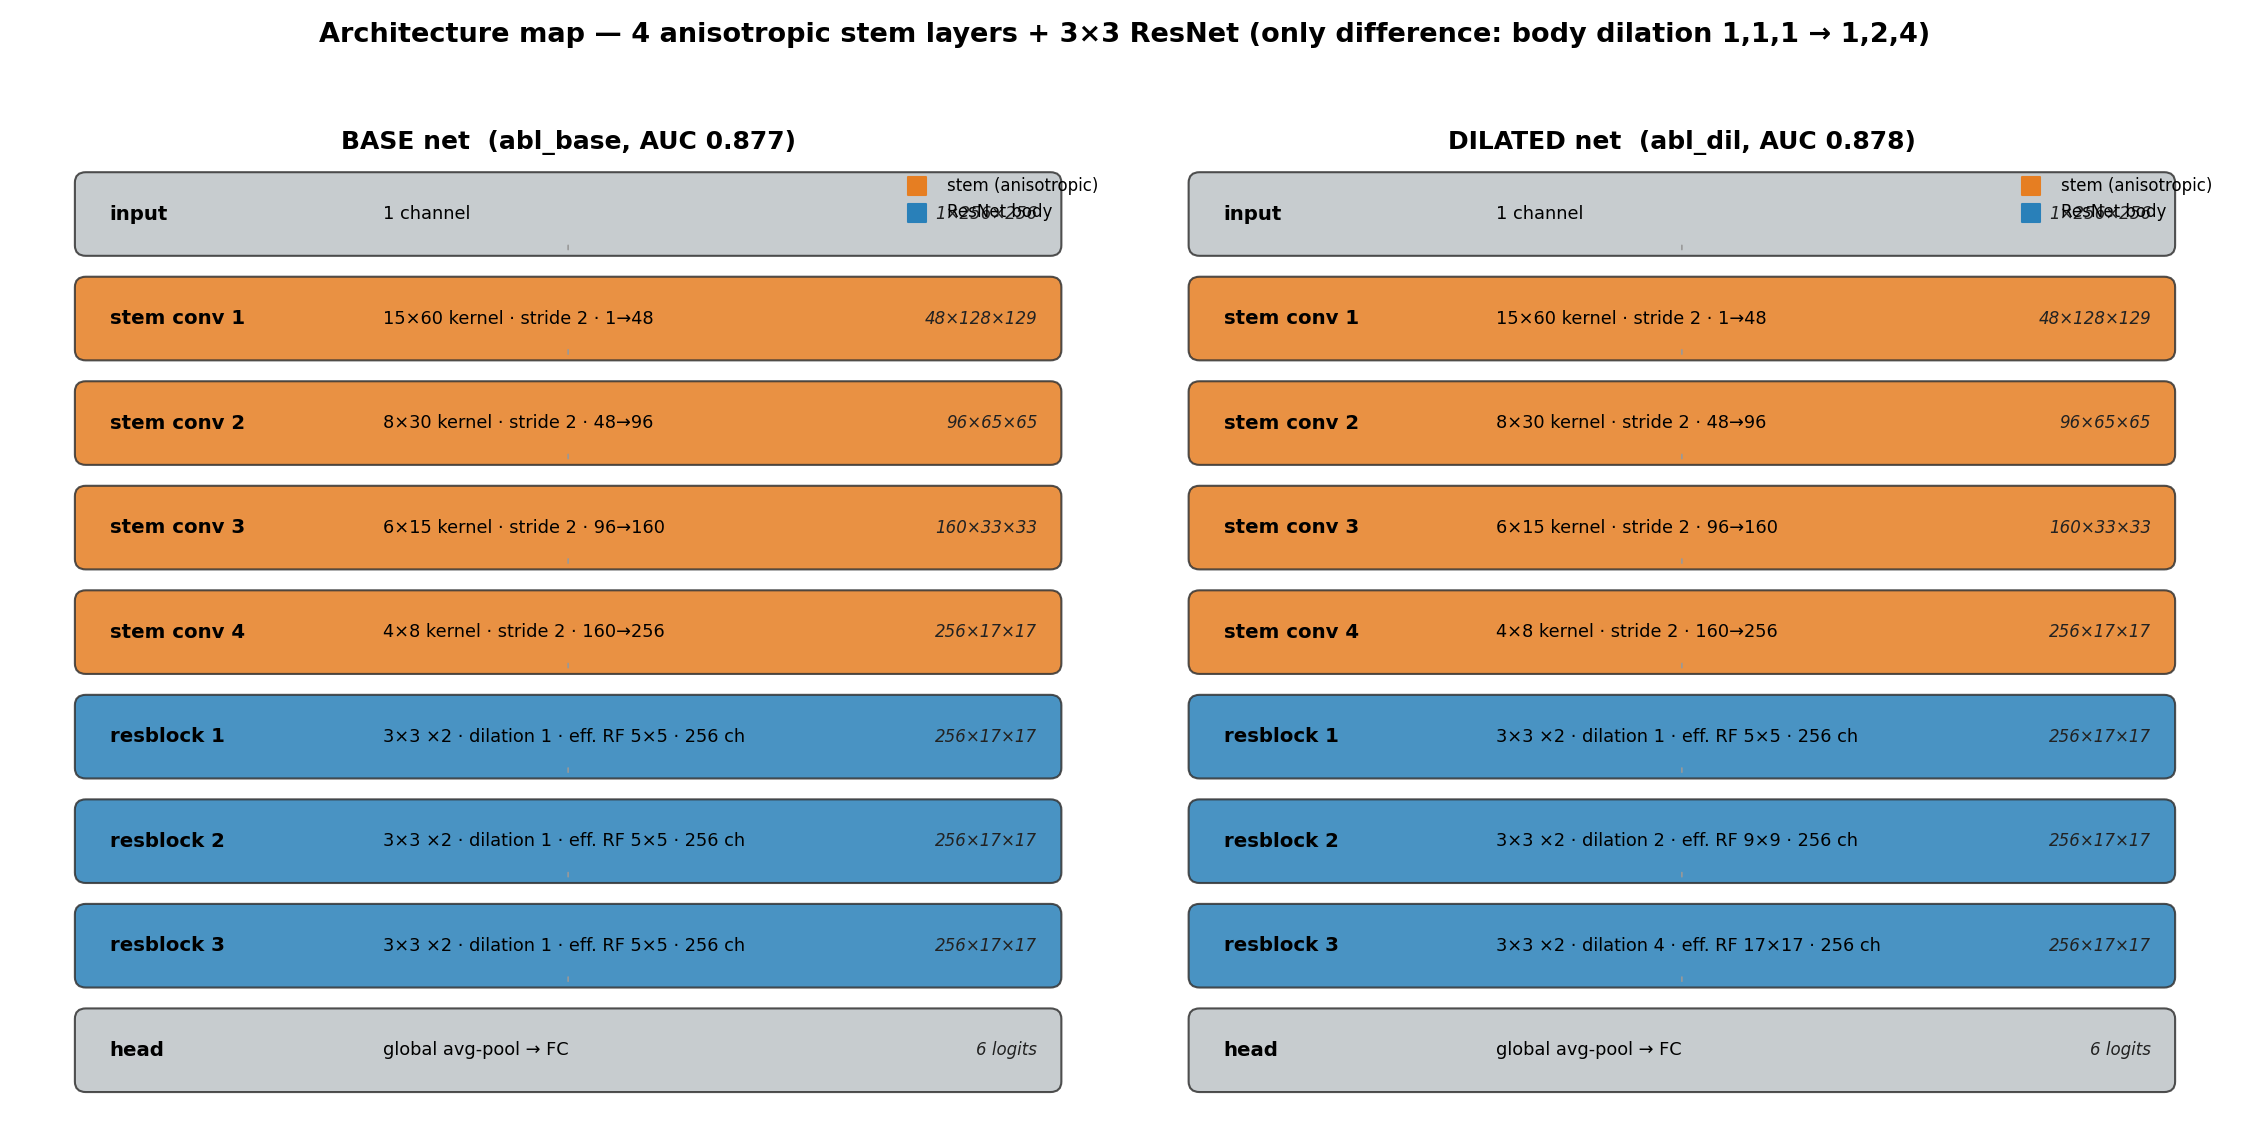 Architecture map — 4 anisotropic stem layers + 3×3 ResNet (only difference: body dilation 1,1,1 → 1,2,4)
BASE net (abl_base, AUC 0.877)
stem (anisotropic)
input 1 channel 1×256×256
ResNet body
stem conv 1 15×60 kernel · stride 2 · 1→48 48×128×129
stem conv 2 8×30 kernel · stride 2 · 48→96 96×65×65
stem conv 3 6×15 kernel · stride 2 · 96→160 160×33×33
stem conv 4 4×8 kernel · stride 2 · 160→256 256×17×17
resblock 1 3×3 ×2 · dilation 1 · eff. RF 5×5 · 256 ch 256×17×17
resblock 2 3×3 ×2 · dilation 1 · eff. RF 5×5 · 256 ch 256×17×17
resblock 3 3×3 ×2 · dilation 1 · eff. RF 5×5 · 256 ch 256×17×17
head global avg-pool → FC 6 logits
DILATED net (abl_dil, AUC 0.878)
stem (anisotropic)
input 1 channel 1×256×256
ResNet body
stem conv 1 15×60 kernel · stride 2 · 1→48 48×128×129
stem conv 2 8×30 kernel · stride 2 · 48→96 96×65×65
stem conv 3 6×15 kernel · stride 2 · 96→160 160×33×33
stem conv 4 4×8 kernel · stride 2 · 160→256 256×17×17
resblock 1 3×3 ×2 · dilation 1 · eff. RF 5×5 · 256 ch 256×17×17
resblock 2 3×3 ×2 · dilation 2 · eff. RF 9×9 · 256 ch 256×17×17
resblock 3 3×3 ×2 · dilation 4 · eff. RF 17×17 · 256 ch 256×17×17
head global avg-pool → FC 6 logits